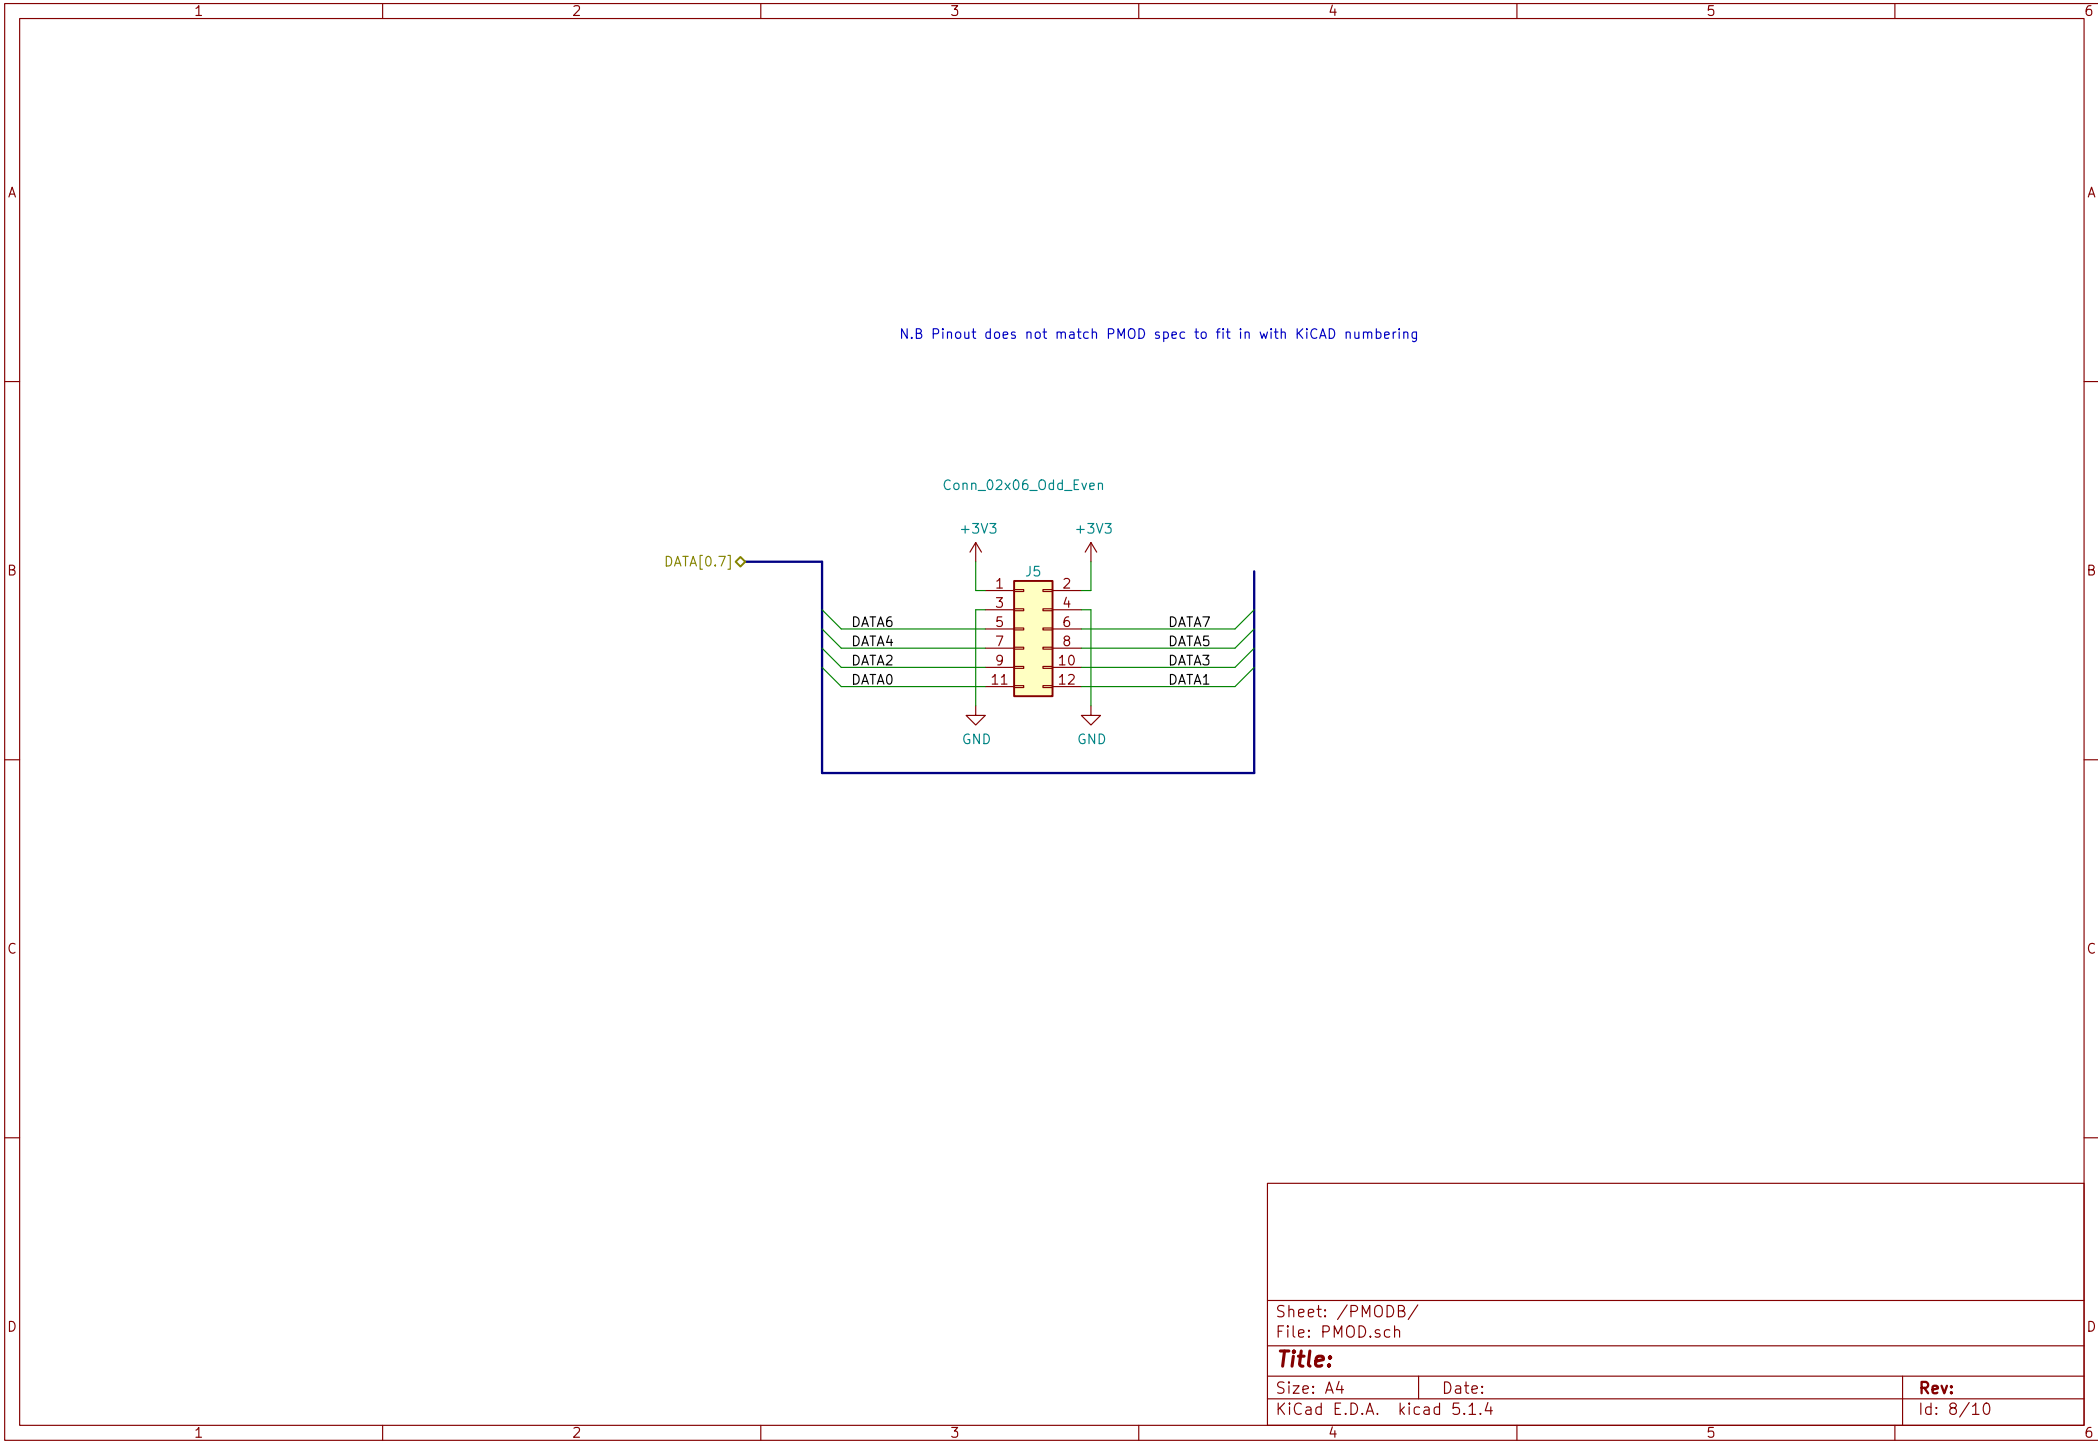 1 2 3 4 5 6
A A
N.B Pinout does not match PMOD spec to fit in with KiCAD numbering
Conn_02x06_Odd_Even
+3V3 +3V3
DATA[0.7]
B B
J5
1 2
3 4
DATA6 5 6 DATA7
DATA4 7 8 DATA5
DATA2 9 10 DATA3
DATA0 11 12 DATA1
GND GND
C C
Sheet: /PMODB/
D D
File: PMOD.sch
Title:
Size: A4 Date: Rev:
KiCad E.D.A. kicad 5.1.4 Id: 8/10
1 2 3 4 5 6